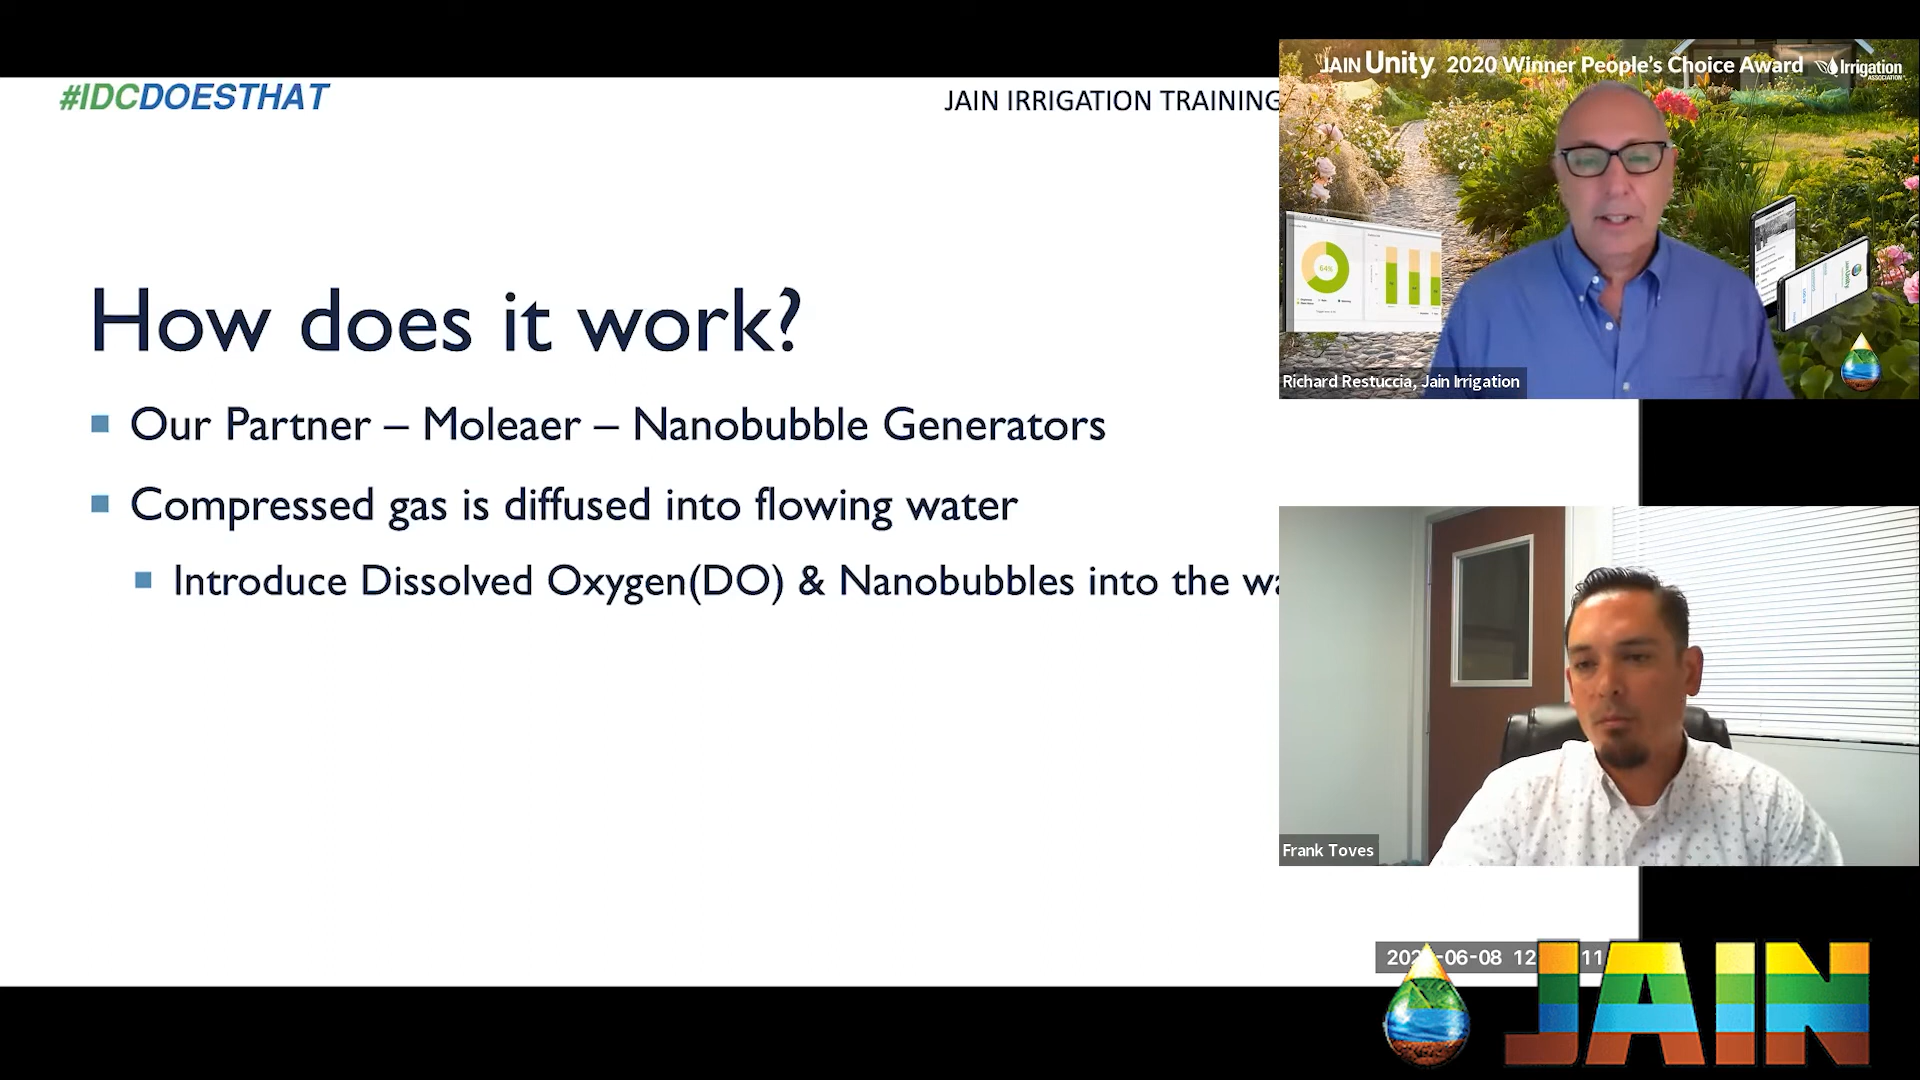 #IDCDOESTHAT
JAIN IRRIGATION TRAINING
How does it work?
Our Partner – Moleaer – Nanobubble Generators
Compressed gas is diffused into flowing water
Introduce Dissolved Oxygen(DO) & Nanobubbles into the
JAIN Unity 2020 Winner People's Choice Award
Irrigation
ASSOCIATION
64%
Richard Restuccia, Jain Irrigation
Frank Toves
-06-08 12
11
JAIN